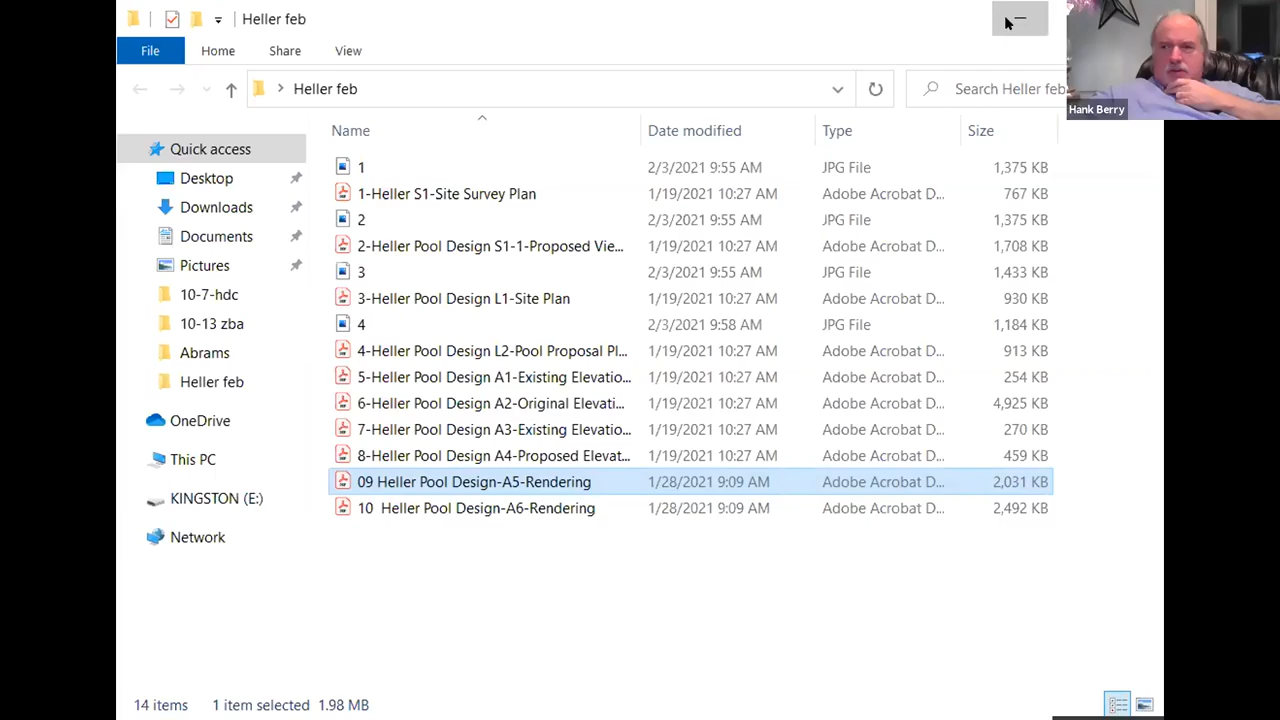 Heller feb
File Home Share View
Heller feb
Search Heller feb
Hank Berry
Name Date modified Type Size
Quick access
Desktop
Downloads
Documents
Pictures
10-7-hdc
10-13 zba
Abrams
Heller feb
OneDrive
This PC
KINGSTON (E:)
Network
1 2/3/2021 9:55 AM JPG File 1,375 KB
1-Heller S1-Site Survey Plan 1/19/2021 10:27 AM Adobe Acrobat D... 767 KB
2 2/3/2021 9:55 AM JPG File 1,375 KB
2-Heller Pool Design S1-1-Proposed Vie... 1/19/2021 10:27 AM Adobe Acrobat D... 1,708 KB
3 2/3/2021 9:55 AM JPG File 1,433 KB
3-Heller Pool Design L1-Site Plan 1/19/2021 10:27 AM Adobe Acrobat D... 930 KB
4 2/3/2021 9:58 AM JPG File 1,184 KB
4-Heller Pool Design L2-Pool Proposal Pl... 1/19/2021 10:27 AM Adobe Acrobat D... 913 KB
5-Heller Pool Design A1-Existing Elevatio... 1/19/2021 10:27 AM Adobe Acrobat D... 254 KB
6-Heller Pool Design A2-Original Elevati... 1/19/2021 10:27 AM Adobe Acrobat D... 4,925 KB
7-Heller Pool Design A3-Existing Elevatio... 1/19/2021 10:27 AM Adobe Acrobat D... 270 KB
8-Heller Pool Design A4-Proposed Elevat... 1/19/2021 10:27 AM Adobe Acrobat D... 459 KB
09 Heller Pool Design-A5-Rendering 1/28/2021 9:09 AM Adobe Acrobat D... 2,031 KB
10 Heller Pool Design-A6-Rendering 1/28/2021 9:09 AM Adobe Acrobat D... 2,492 KB
14 items 1 item selected 1.98 MB